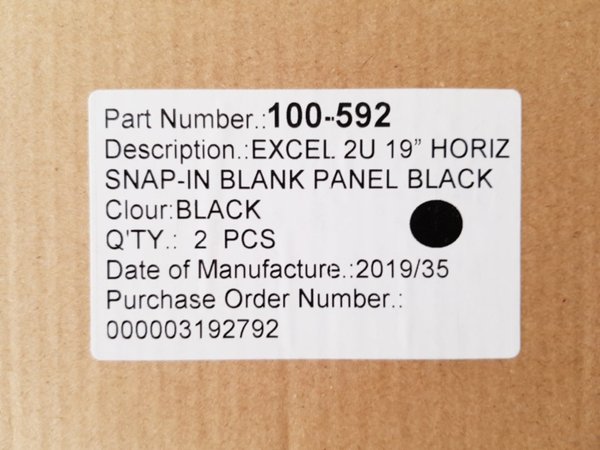 Part Number.:100-592
Description.:EXCEL 2U 19” HORIZ
SNAP-IN BLANK PANEL BLACK
Clour:BLACK
Q'TY.: 2 PCS
Date of Manufacture.:2019/35
Purchase Order Number.:
000003192792